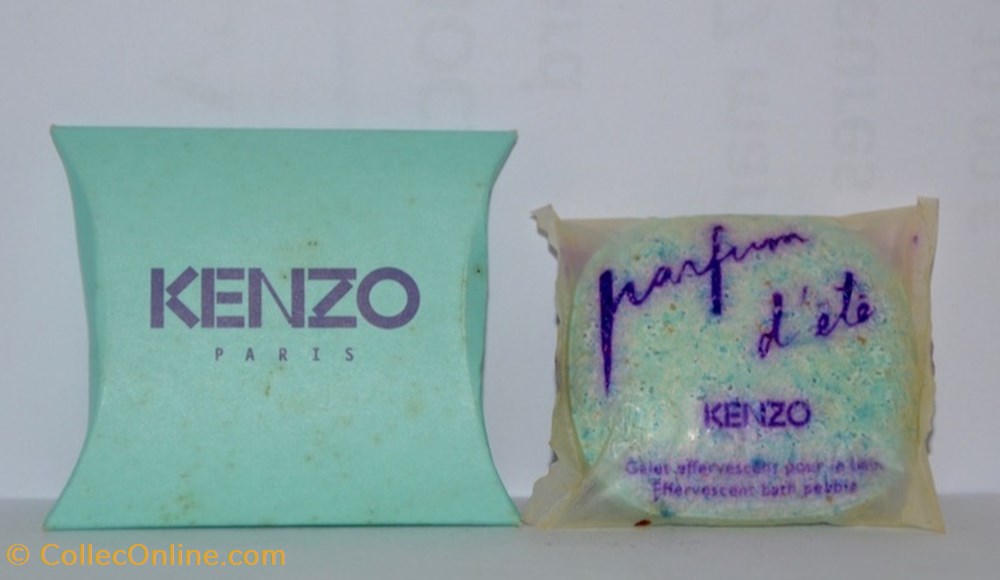 KENZO
PARIS
parfum
d'été
KENZO
Galet effervescent pour le bain
Effervescent bath pebble
© CollecOnline.com